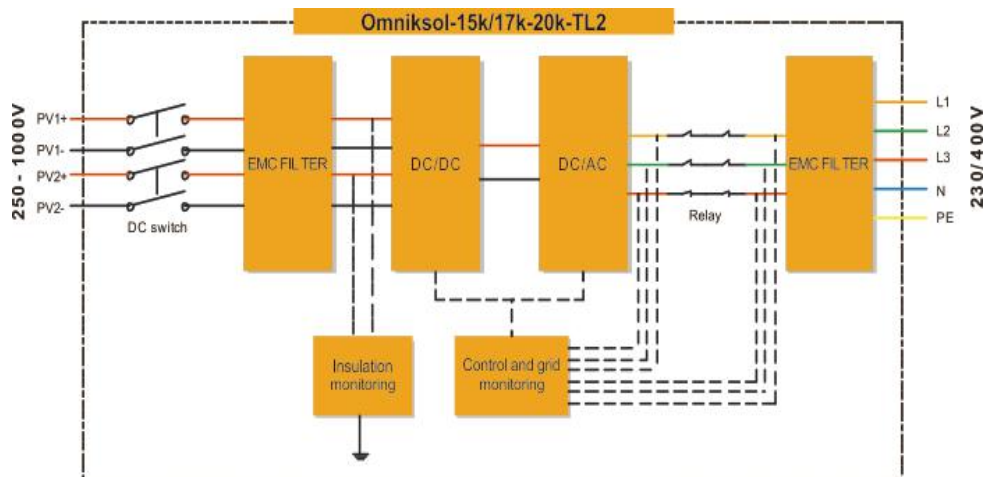 Omniksol-15k/17k-20k-TL2
250-1000V
PV1+
PV1-
PV2+
PV2-
DC switch
EMC FILTER
DC/DC
DC/AC
Relay
EMC FILTER
L1
L2
L3
N
PE
230/400V
Insulation
monitoring
Control and grid
monitoring